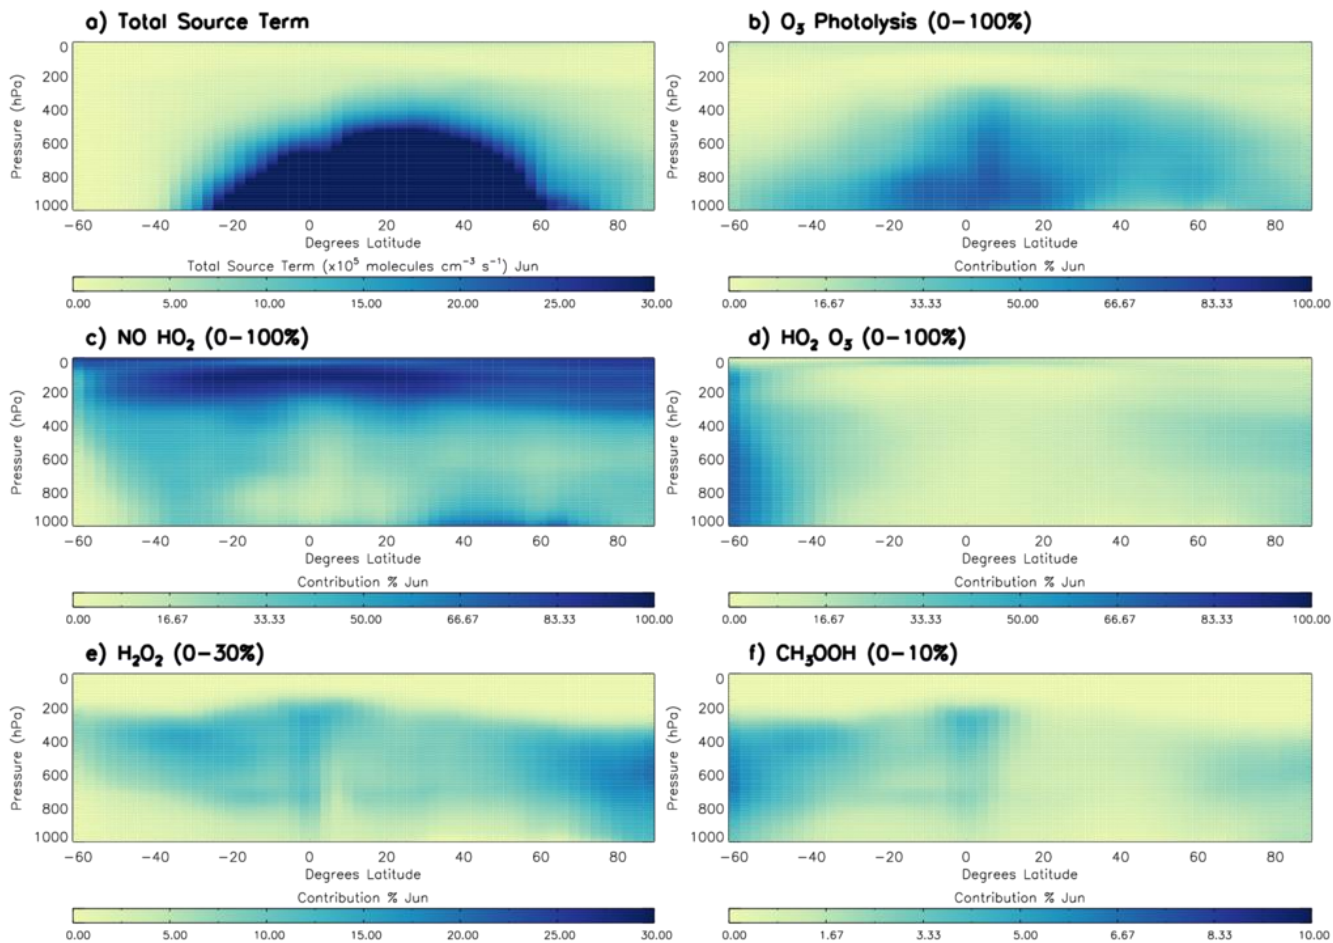 a) Total Source Term
0
200
400
600
800
1000
Pressure (hPa)
−60 −40 −20 0 20 40 60 80
Degrees Latitude
Total Source Term (x10⁵ molecules cm⁻³ s⁻¹) Jun
0.00 5.00 10.00 15.00 20.00 25.00 30.00
b) O₃ Photolysis (0−100%)
0
200
400
600
800
1000
Pressure (hPa)
−60 −40 −20 0 20 40 60 80
Degrees Latitude
Contribution % Jun
0.00 16.67 33.33 50.00 66.67 83.33 100.00
c) NO HO₂ (0−100%)
0
200
400
600
800
1000
Pressure (hPa)
−60 −40 −20 0 20 40 60 80
Degrees Latitude
Contribution % Jun
0.00 16.67 33.33 50.00 66.67 83.33 100.00
d) HO₂ O₃ (0−100%)
0
200
400
600
800
1000
Pressure (hPa)
−60 −40 −20 0 20 40 60 80
Degrees Latitude
Contribution % Jun
0.00 16.67 33.33 50.00 66.67 83.33 100.00
e) H₂O₂ (0−30%)
0
200
400
600
800
1000
Pressure (hPa)
−60 −40 −20 0 20 40 60 80
Degrees Latitude
Contribution % Jun
0.00 5.00 10.00 15.00 20.00 25.00 30.00
f) CH₃OOH (0−10%)
0
200
400
600
800
1000
Pressure (hPa)
−60 −40 −20 0 20 40 60 80
Degrees Latitude
Contribution % Jun
0.00 1.67 3.33 5.00 6.67 8.33 10.00